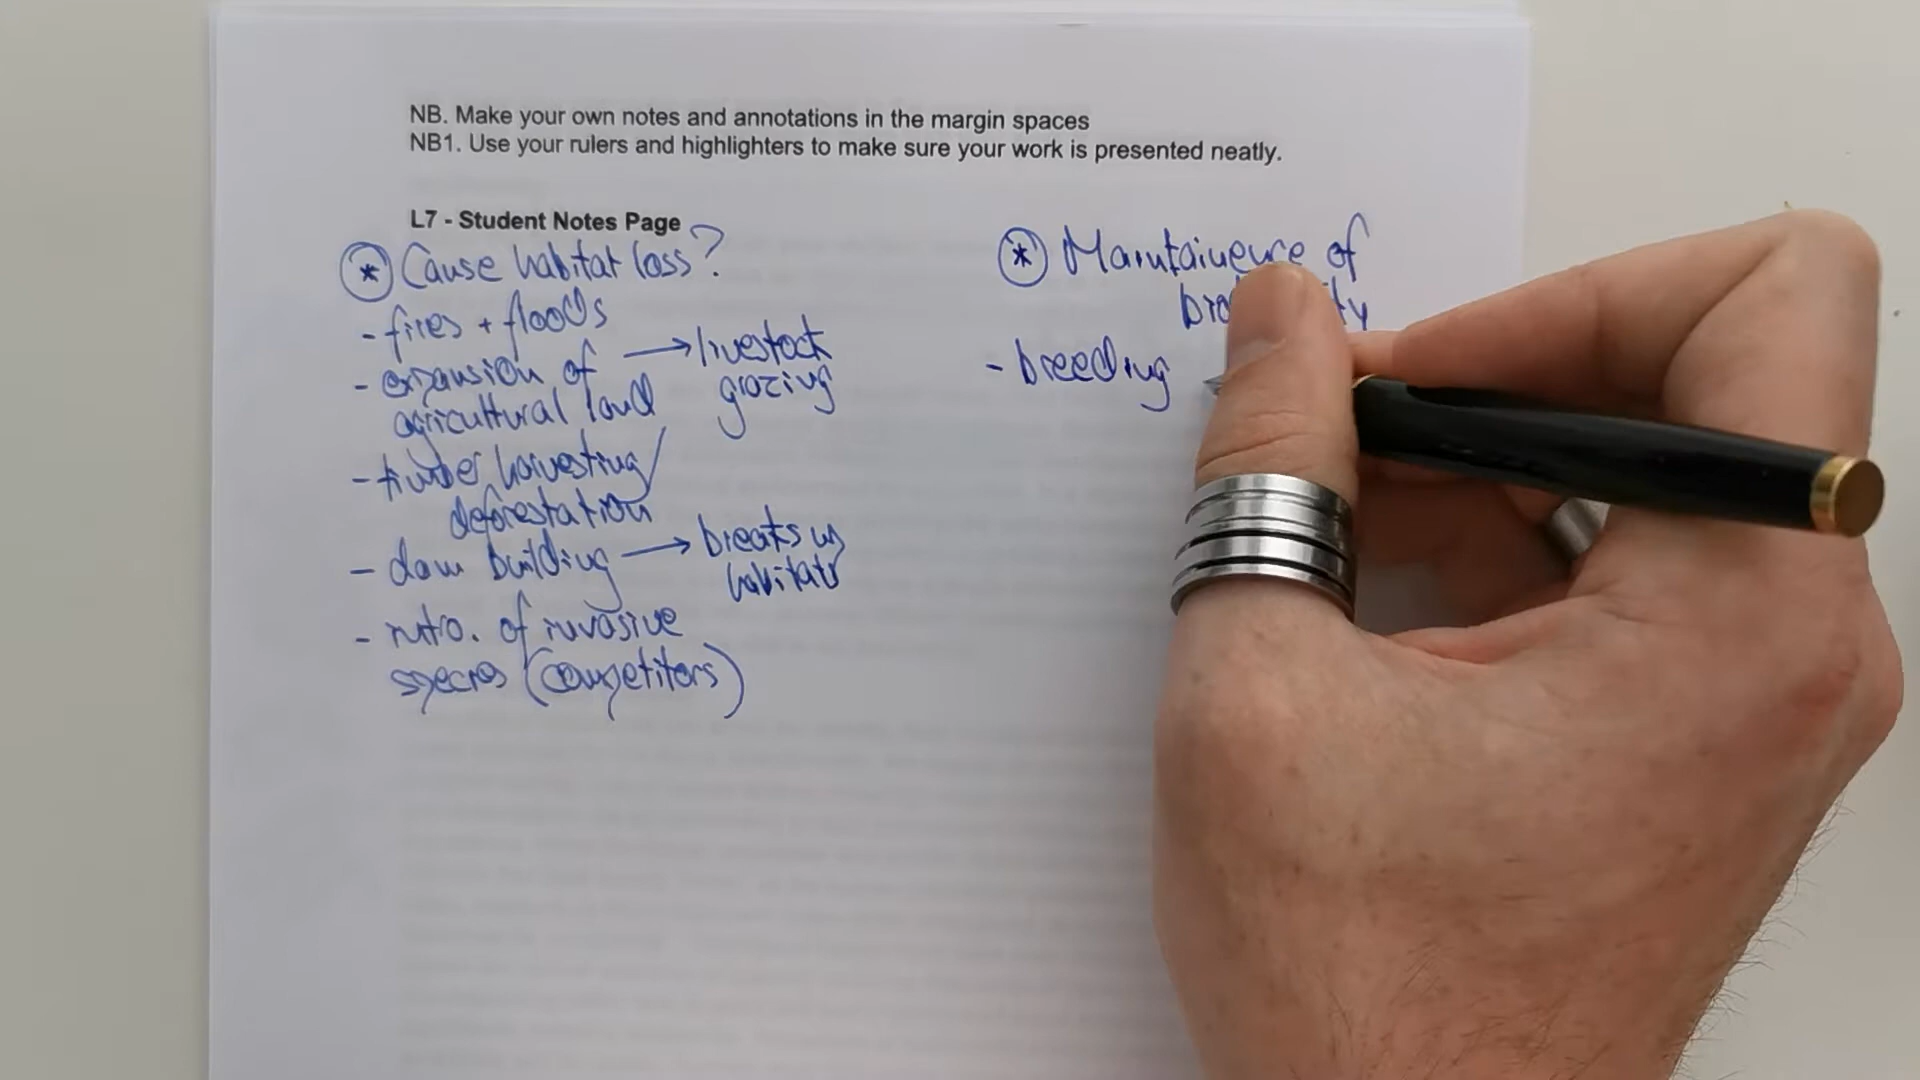 NB. Make your own notes and annotations in the margin spaces
NB1. Use your rulers and highlighters to make sure your work is presented neatly.
L7 - Student Notes Page
* Cause habitat loss?
- fires + floods
- expansion of → livestock
agricultural land grazing
- timber harvesting/
deforestation
- dam building → breaks up
habitats
- intro. of invasive
species (competitors)
* Maintainence of
- breeding